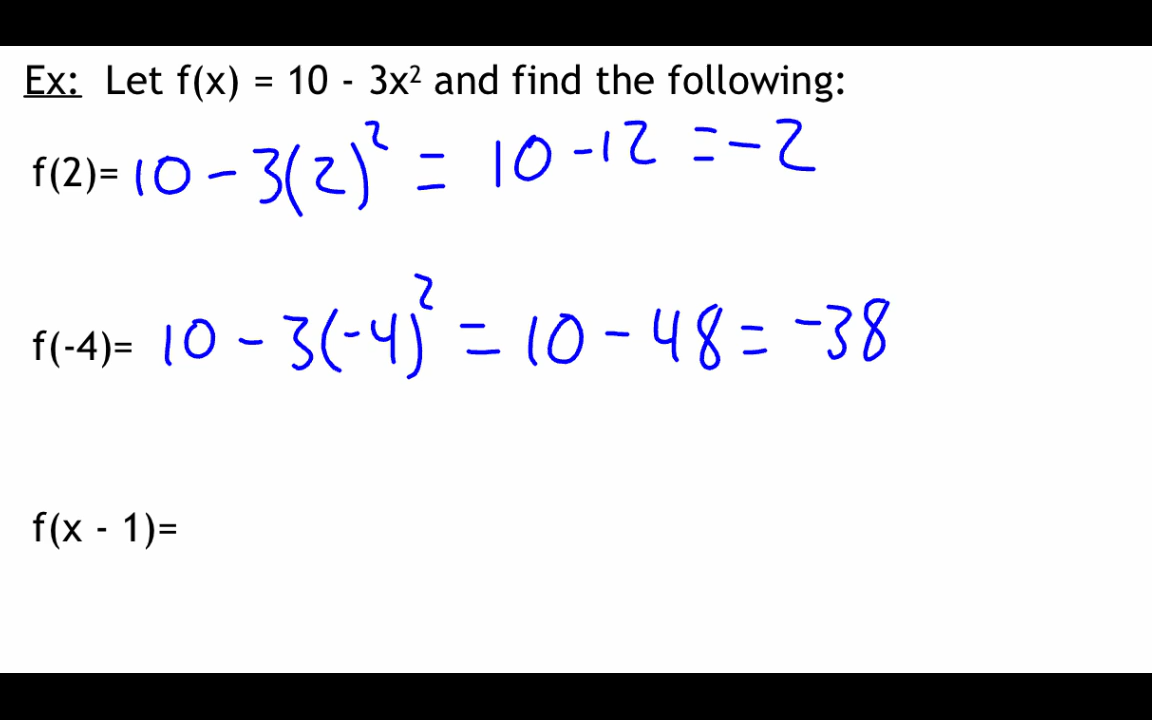 Ex: Let f(x) = 10 - 3x² and find the following:
f(2)= 10 - 3(2)² = 10 - 12 = -2
f(-4)= 10 - 3(-4)² = 10 - 48 = -38
f(x - 1)=